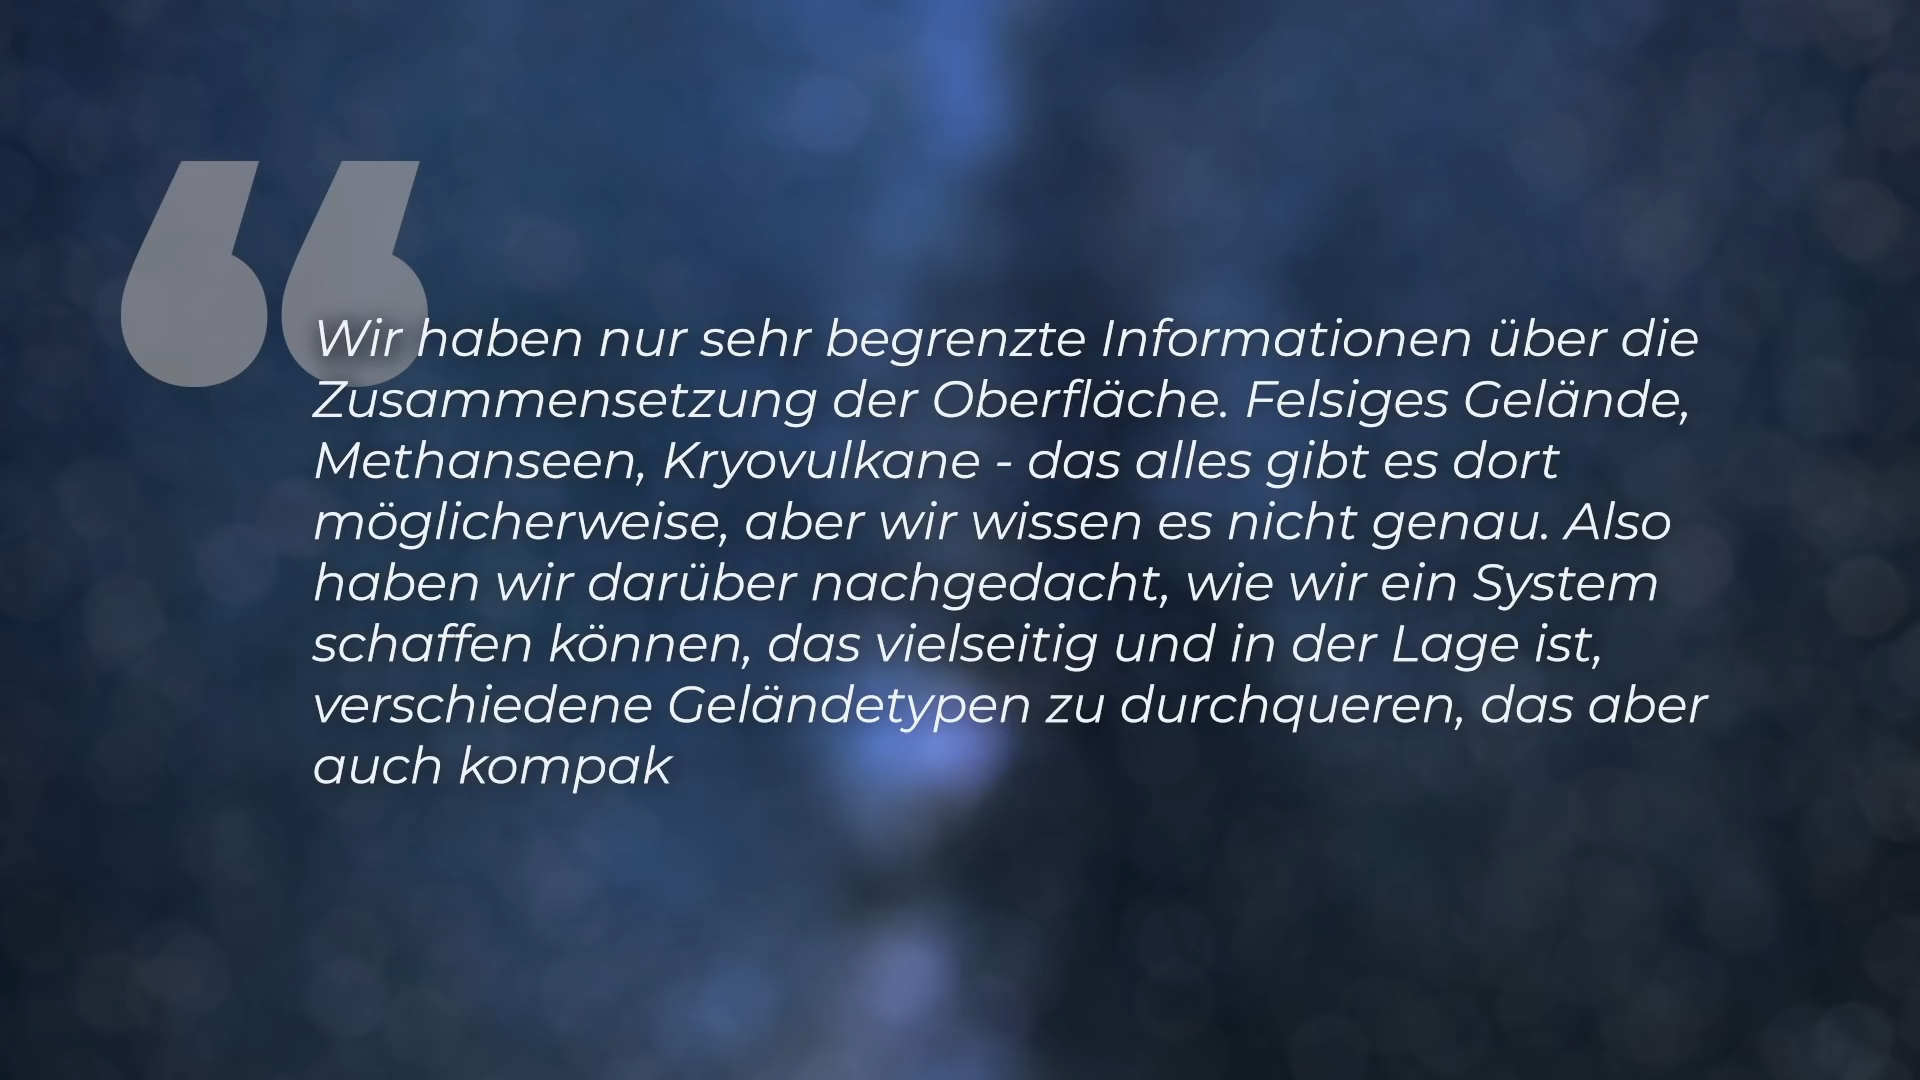 Wir haben nur sehr begrenzte Informationen über die
Zusammensetzung der Oberfläche. Felsiges Gelände,
Methanseen, Kryovulkane - das alles gibt es dort
möglicherweise, aber wir wissen es nicht genau. Also
haben wir darüber nachgedacht, wie wir ein System
schaffen können, das vielseitig und in der Lage ist,
verschiedene Geländetypen zu durchqueren, das aber
auch kompak